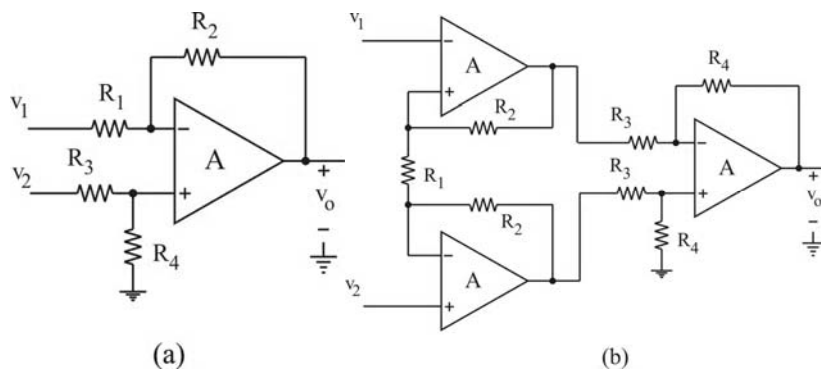 R₂
v₁
R₁
−
A
R₃
v₂
+
+
vₒ
−
R₄
(a)
v₁
−
A
+
R₂
R₁
R₂
−
A
v₂
+
R₄
R₃
−
A
R₃
+
+
vₒ
−
R₄
(b)